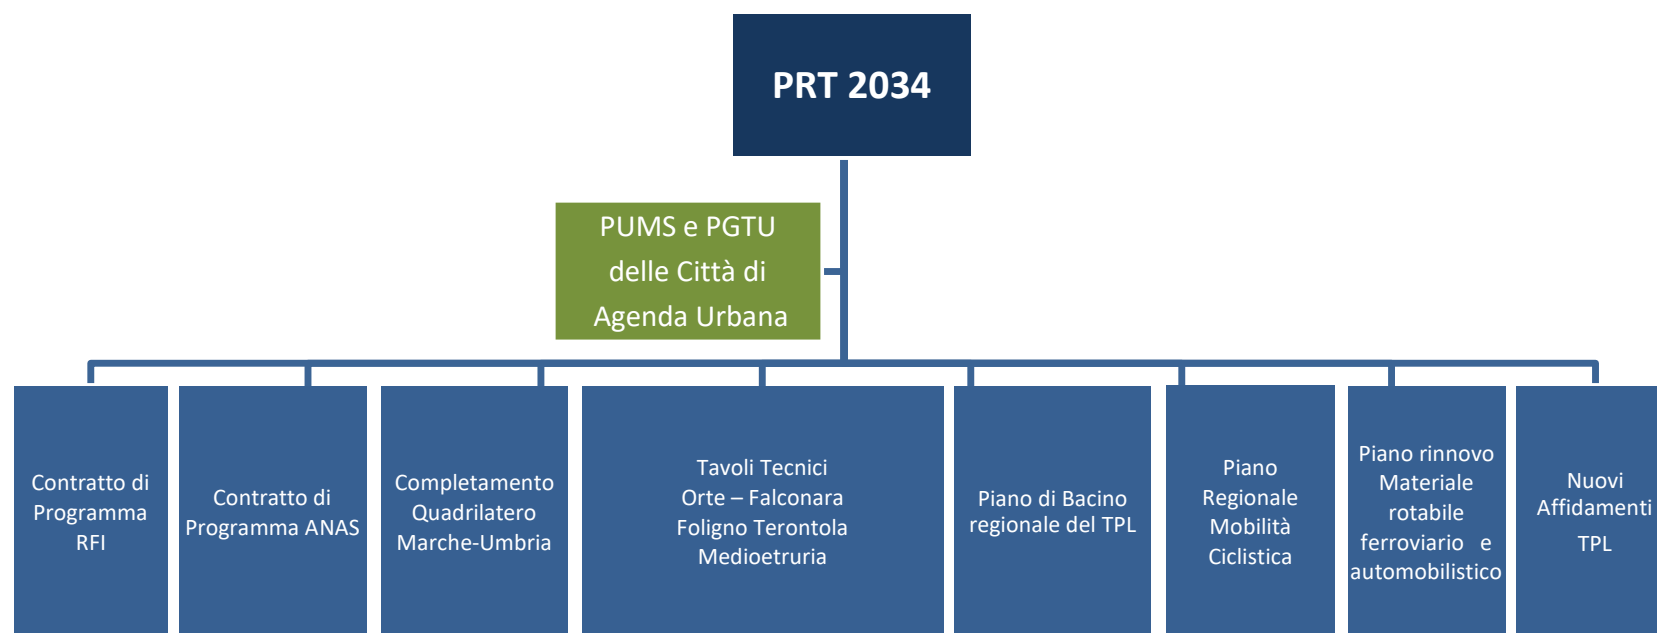 PRT 2034
PUMS e PGTU
delle Città di
Agenda Urbana
Contratto di
Programma
RFI
Contratto di
Programma ANAS
Completamento
Quadrilatero
Marche-Umbria
Tavoli Tecnici
Orte – Falconara
Foligno Terontola
Medioetruria
Piano di Bacino
regionale del TPL
Piano
Regionale
Mobilità
Ciclistica
Piano rinnovo
Materiale
rotabile
ferroviario e
automobilistico
Nuovi
Affidamenti
TPL